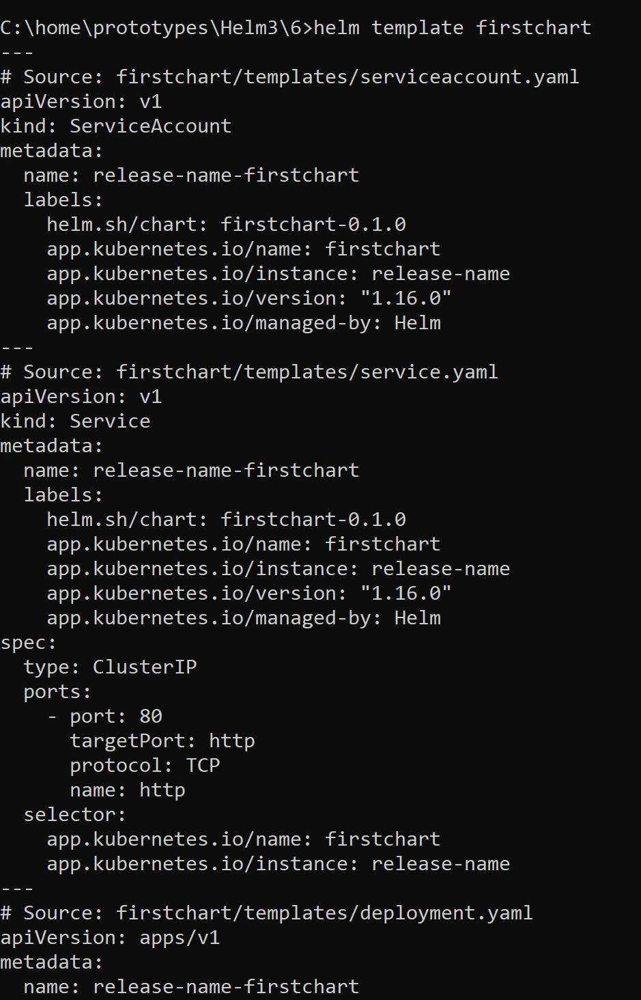 C:\home\prototypes\Helm3\6>helm template firstchart
---
# Source: firstchart/templates/serviceaccount.yaml
apiVersion: v1
kind: ServiceAccount
metadata:
  name: release-name-firstchart
  labels:
    helm.sh/chart: firstchart-0.1.0
    app.kubernetes.io/name: firstchart
    app.kubernetes.io/instance: release-name
    app.kubernetes.io/version: "1.16.0"
    app.kubernetes.io/managed-by: Helm
---
# Source: firstchart/templates/service.yaml
apiVersion: v1
kind: Service
metadata:
  name: release-name-firstchart
  labels:
    helm.sh/chart: firstchart-0.1.0
    app.kubernetes.io/name: firstchart
    app.kubernetes.io/instance: release-name
    app.kubernetes.io/version: "1.16.0"
    app.kubernetes.io/managed-by: Helm
spec:
  type: ClusterIP
  ports:
    - port: 80
      targetPort: http
      protocol: TCP
      name: http
  selector:
    app.kubernetes.io/name: firstchart
    app.kubernetes.io/instance: release-name
---
# Source: firstchart/templates/deployment.yaml
apiVersion: apps/v1
metadata:
  name: release-name-firstchart